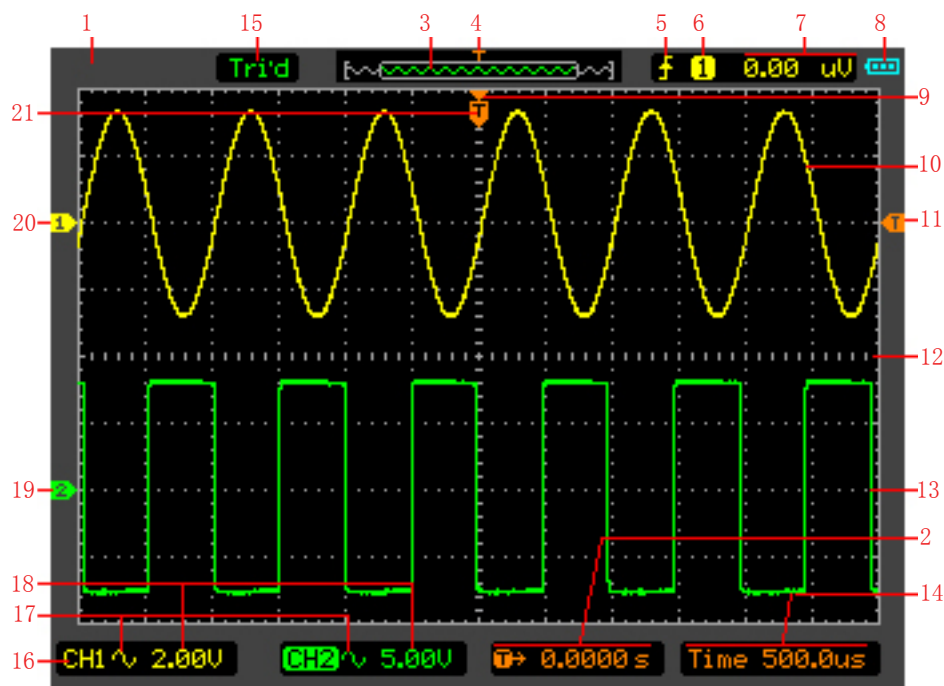 1 15 3 4 5 6 7 8
T
Tri'd 1 0.00 uV
21 T 9
10
20 1 T 11
12
19 2 13
2
18 14
17
16 CH1 2.00V CH2 5.00V T 0.0000 s Time 500.0us